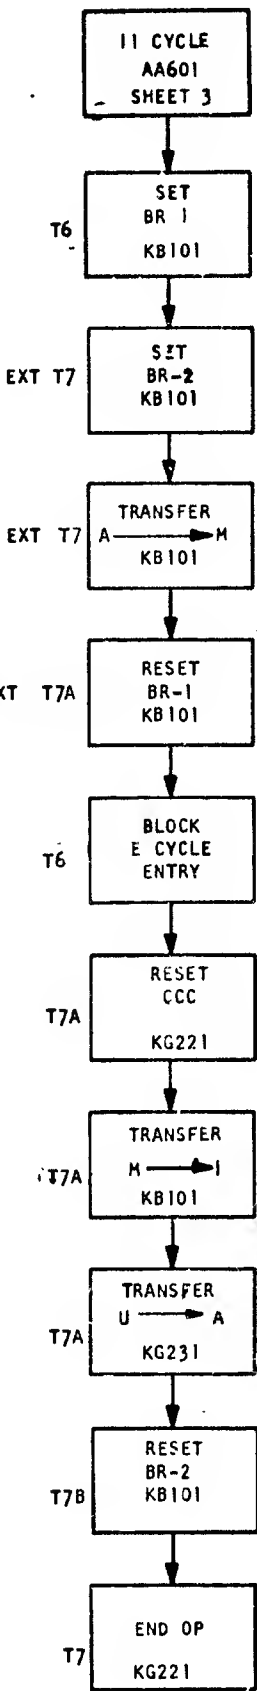 II CYCLE
AA601
SHEET 3
SET
BR 1
T6
KB101
SET
EXT T7
BR-2
KB101
TRANSFER
EXT T7 A → M
KB101
RESET
XT T7A
BR-1
KB101
BLOCK
E CYCLE
T6
ENTRY
RESET
CCC
T7A
KG221
TRANSFER
T7A
M → I
KB101
TRANSFER
U → A
T7A
KG231
RESET
BR-2
T7B
KB101
END OP
T7
KG221